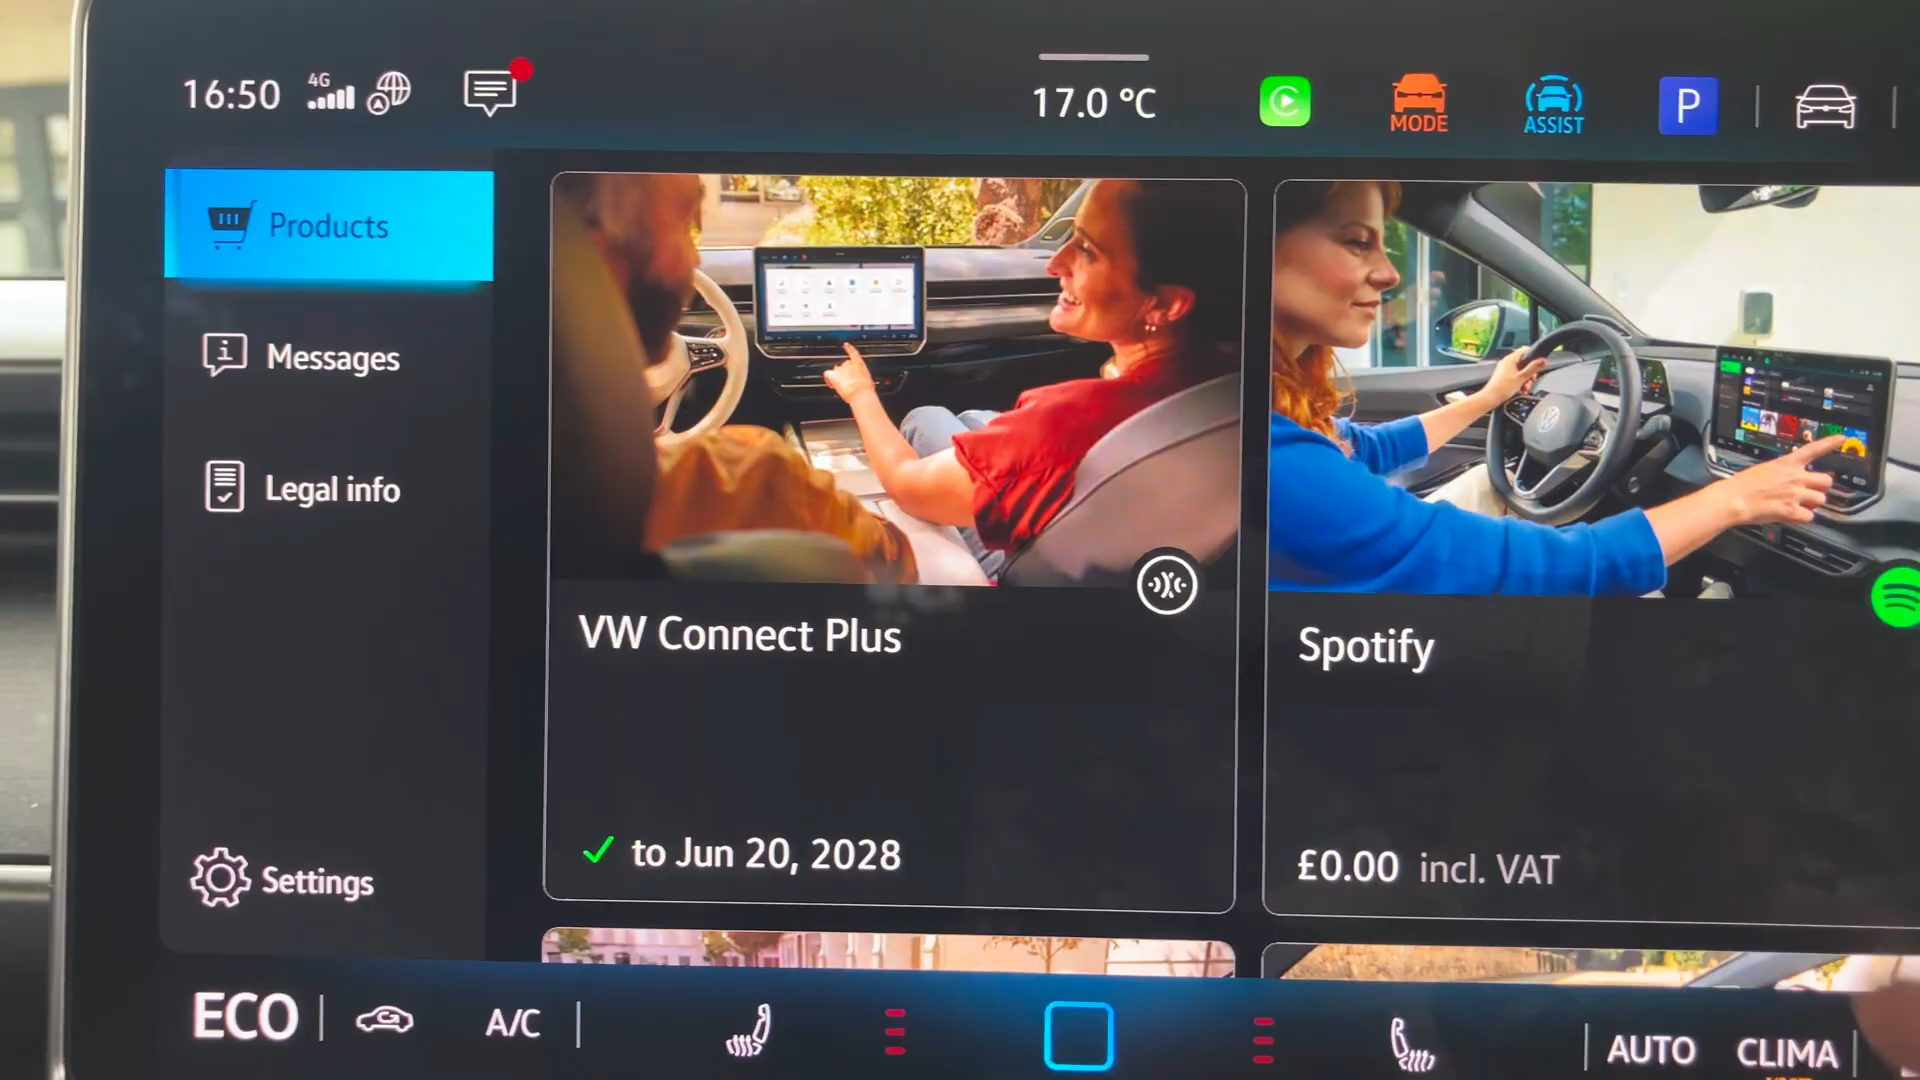 16:50
4G
17.0 °C
MODE
ASSIST
P
Products
Messages
Legal info
Settings
VW Connect Plus
to Jun 20, 2028
Spotify
£0.00 incl. VAT
ECO
A/C
AUTO
CLIMA